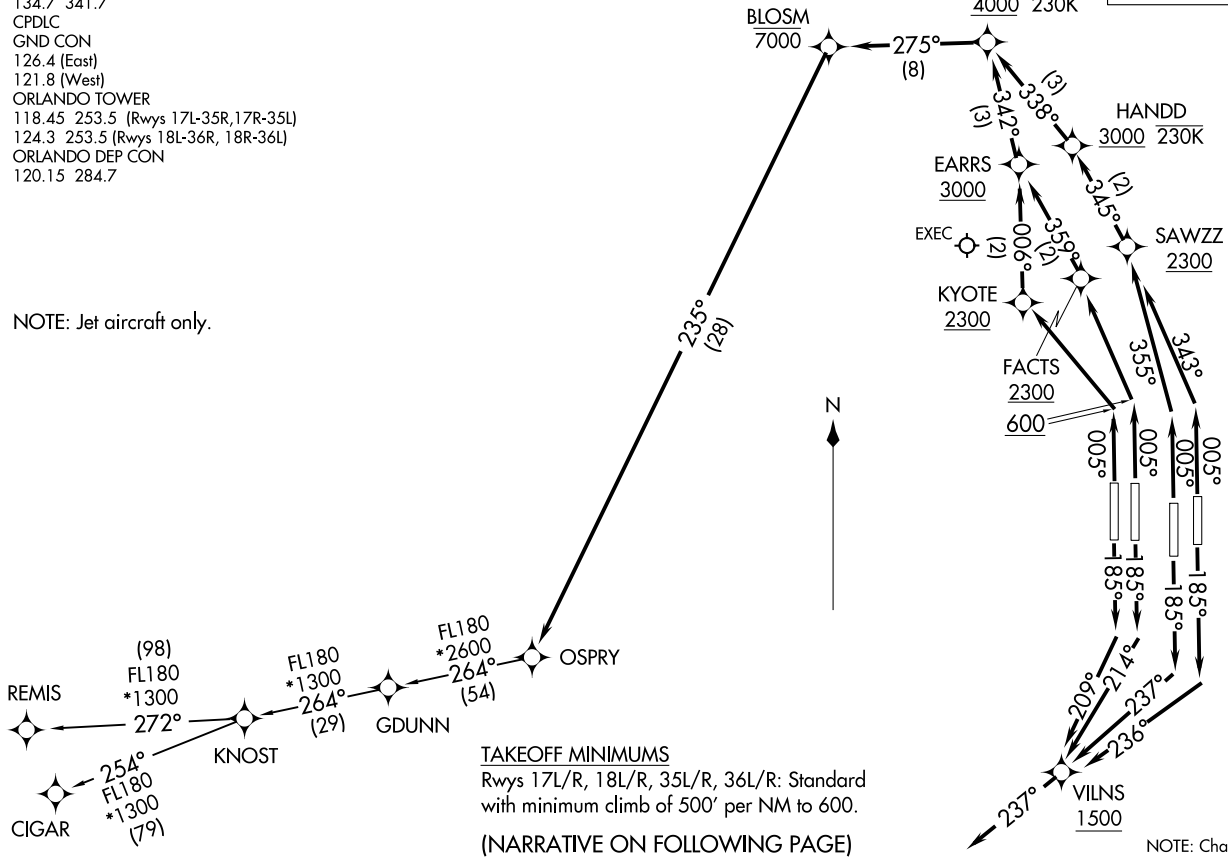 134.7 341.7
CPDLC
GND CON
126.4 (East)
121.8 (West)
ORLANDO TOWER
118.45 253.5 (Rwys 17L-35R,17R-35L)
124.3 253.5 (Rwys 18L-36R, 18R-36L)
ORLANDO DEP CON
120.15 284.7
NOTE: Jet aircraft only.
BLOSM
7000
4000 230K
275°
(8)
(3)
338°
342°
(3)
HANDD
3000 230K
EARRS
3000
(2)
345°
EXEC
(2)
006°
359°
(2)
SAWZZ
2300
KYOTE
2300
235°
(28)
FACTS
2300
355°
343°
600
N
005°
005°
005°
005°
185°
185°
185°
185°
209°
214°
237°
236°
VILNS
1500
237°
OSPRY
FL180
*2600
264°
(54)
GDUNN
FL180
*1300
264°
(29)
KNOST
(98)
FL180
*1300
272°
REMIS
254°
FL180
*1300
(79)
CIGAR
TAKEOFF MINIMUMS
Rwys 17L/R, 18L/R, 35L/R, 36L/R: Standard
with minimum climb of 500' per NM to 600.
(NARRATIVE ON FOLLOWING PAGE)
NOTE: Cha